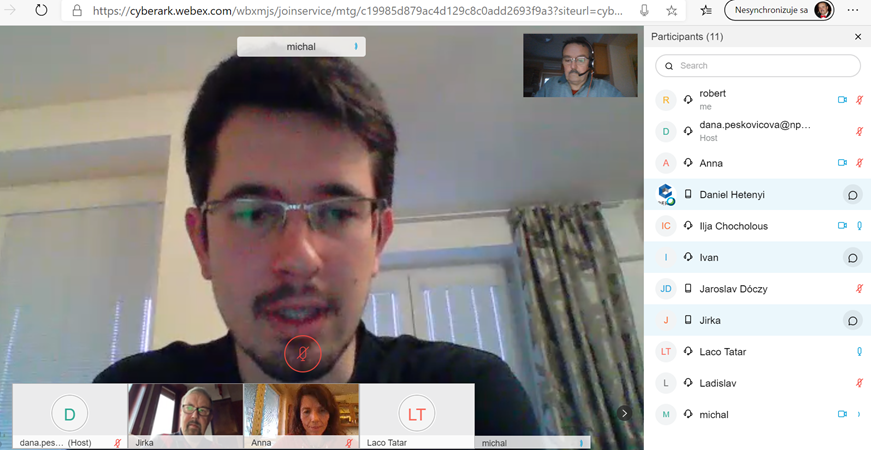 https://cyberark.webex.com/wbxmjs/joinservice/mtg/c19985d879ac4d129c8c0add2693f9a3?siteurl=cyb...
Nesynchronizuje sa
michal
Participants (11)
Search
R
robert
me
D
dana.peskovicova@np...
Host
A
Anna
Daniel Hetenyi
IC
Ilja Chocholous
I
Ivan
JD
Jaroslav Dóczy
J
Jirka
LT
Laco Tatar
L
Ladislav
M
michal
D
LT
dana.pes... (Host)
Jirka
Anna
Laco Tatar
michal